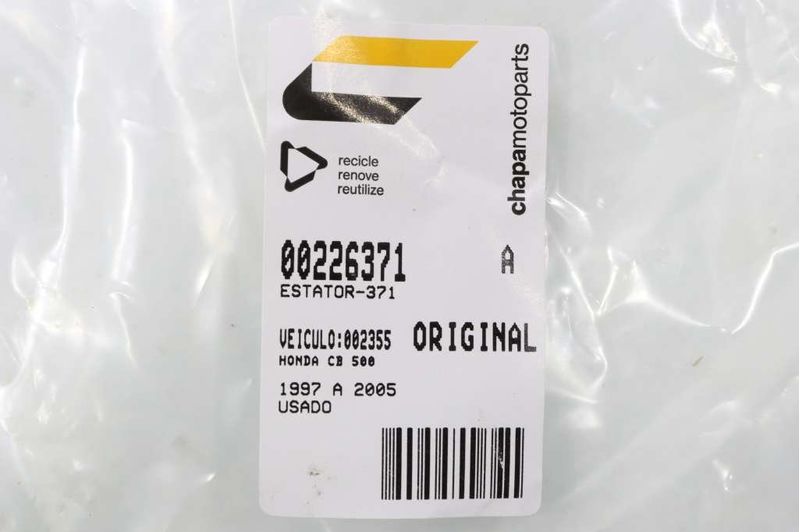 chapamotoparts
recicle
renove
reutilize
00226371 A
ESTATOR-371
VEICULO:002355 ORIGINAL
HONDA CB 500
1997 A 2005
USADO